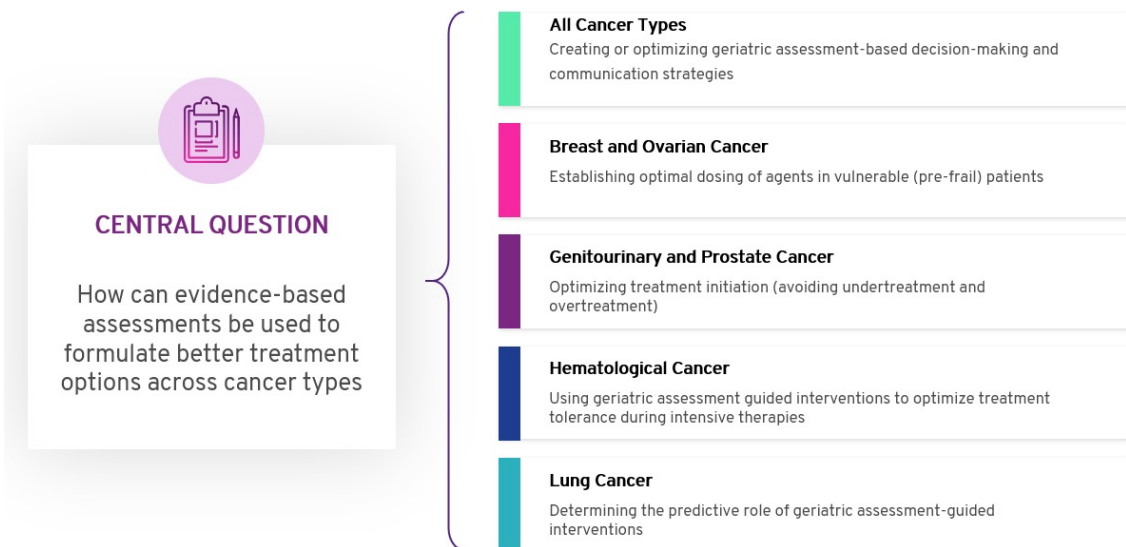 CENTRAL QUESTION
How can evidence-based
assessments be used to
formulate better treatment
options across cancer types
All Cancer Types
Creating or optimizing geriatric assessment-based decision-making and
communication strategies
Breast and Ovarian Cancer
Establishing optimal dosing of agents in vulnerable (pre-frail) patients
Genitourinary and Prostate Cancer
Optimizing treatment initiation (avoiding undertreatment and
overtreatment)
Hematological Cancer
Using geriatric assessment guided interventions to optimize treatment
tolerance during intensive therapies
Lung Cancer
Determining the predictive role of geriatric assessment-guided
interventions